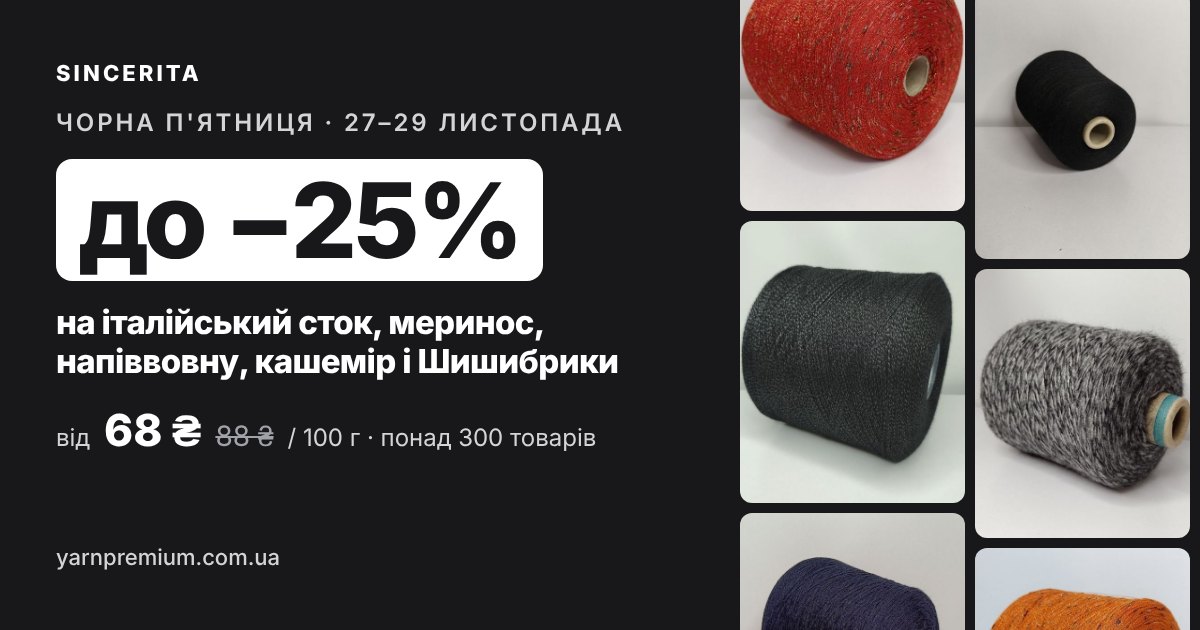 SINCERITA
ЧОРНА П'ЯТНИЦЯ · 27–29 ЛИСТОПАДА
до –25%
на італійський сток, меринос,
напіввовну, кашемір і Шишибрики
від 68 ₴ 88 ₴ / 100 г · понад 300 товарів
yarnpremium.com.ua